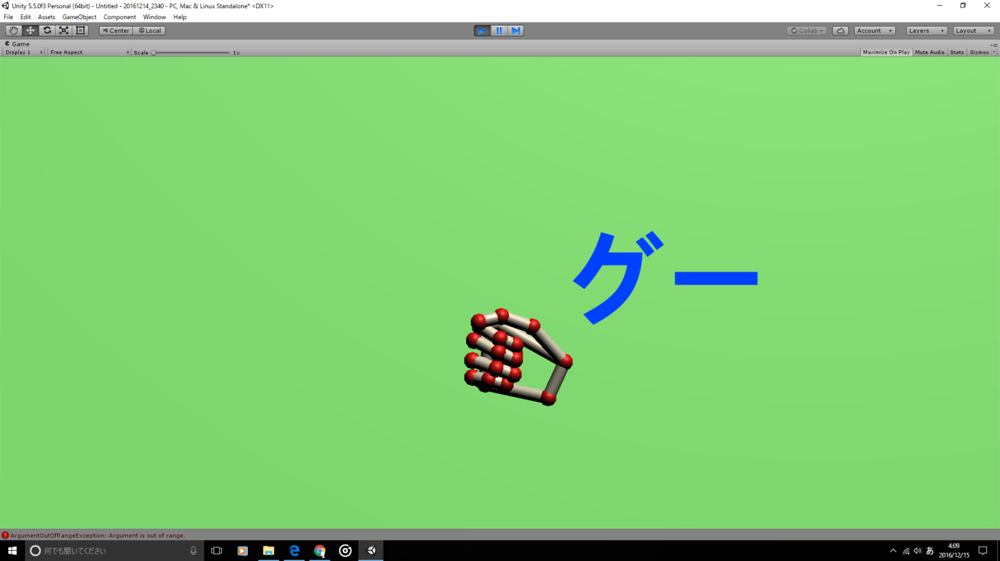 Unity 5.5.0f3 Personal (64bit) - Untitled - 20161214_2340 - PC, Mac & Linux Standalone* <DX11>
File Edit Assets GameObject Component Window Help
Center Local Collab Account Layers Layout
Game
Display 1 Free Aspect Scale 1x Maximize On Play Mute Audio Stats Gizmos
グー
ArgumentOutOfRangeException: Argument is out of range.
何でも聞いてください あ 4:09
2016/12/15